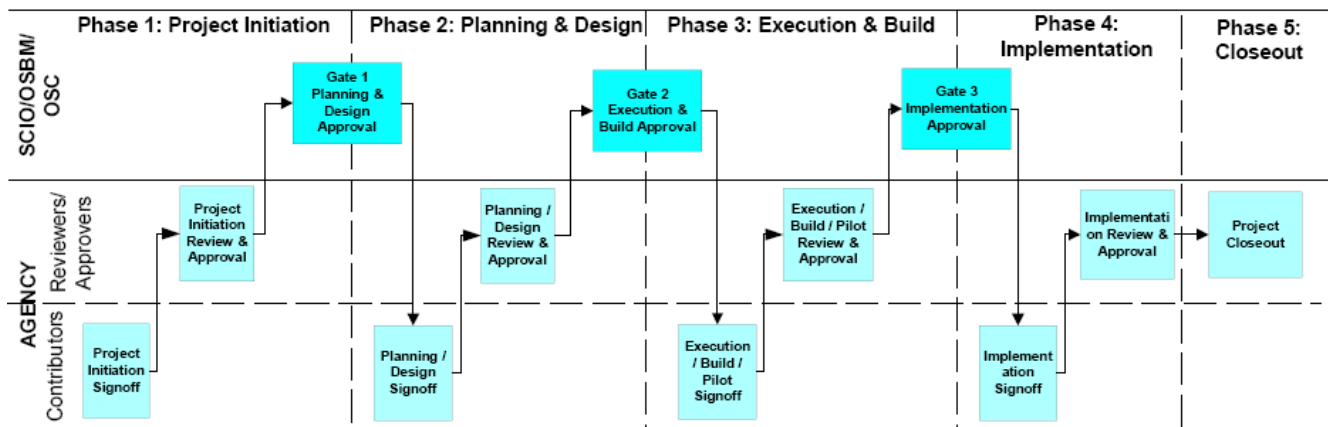 Phase 1: Project Initiation
Phase 2: Planning & Design
Phase 3: Execution & Build
Phase 4:
Implementation
Phase 5:
Closeout
SCIO/OSBM/
OSC
Gate 1
Planning &
Design
Approval
Gate 2
Execution &
Build Approval
Gate 3
Implementation
Approval
AGENCY
Reviewers/
Approvers
Project
Initiation
Review &
Approval
Planning /
Design
Review &
Approval
Execution /
Build / Pilot
Review &
Approval
Implementati
on Review &
Approval
Project
Closeout
Contributors
Project
Initiation
Signoff
Planning /
Design
Signoff
Execution
/ Build /
Pilot
Signoff
Implement
ation
Signoff